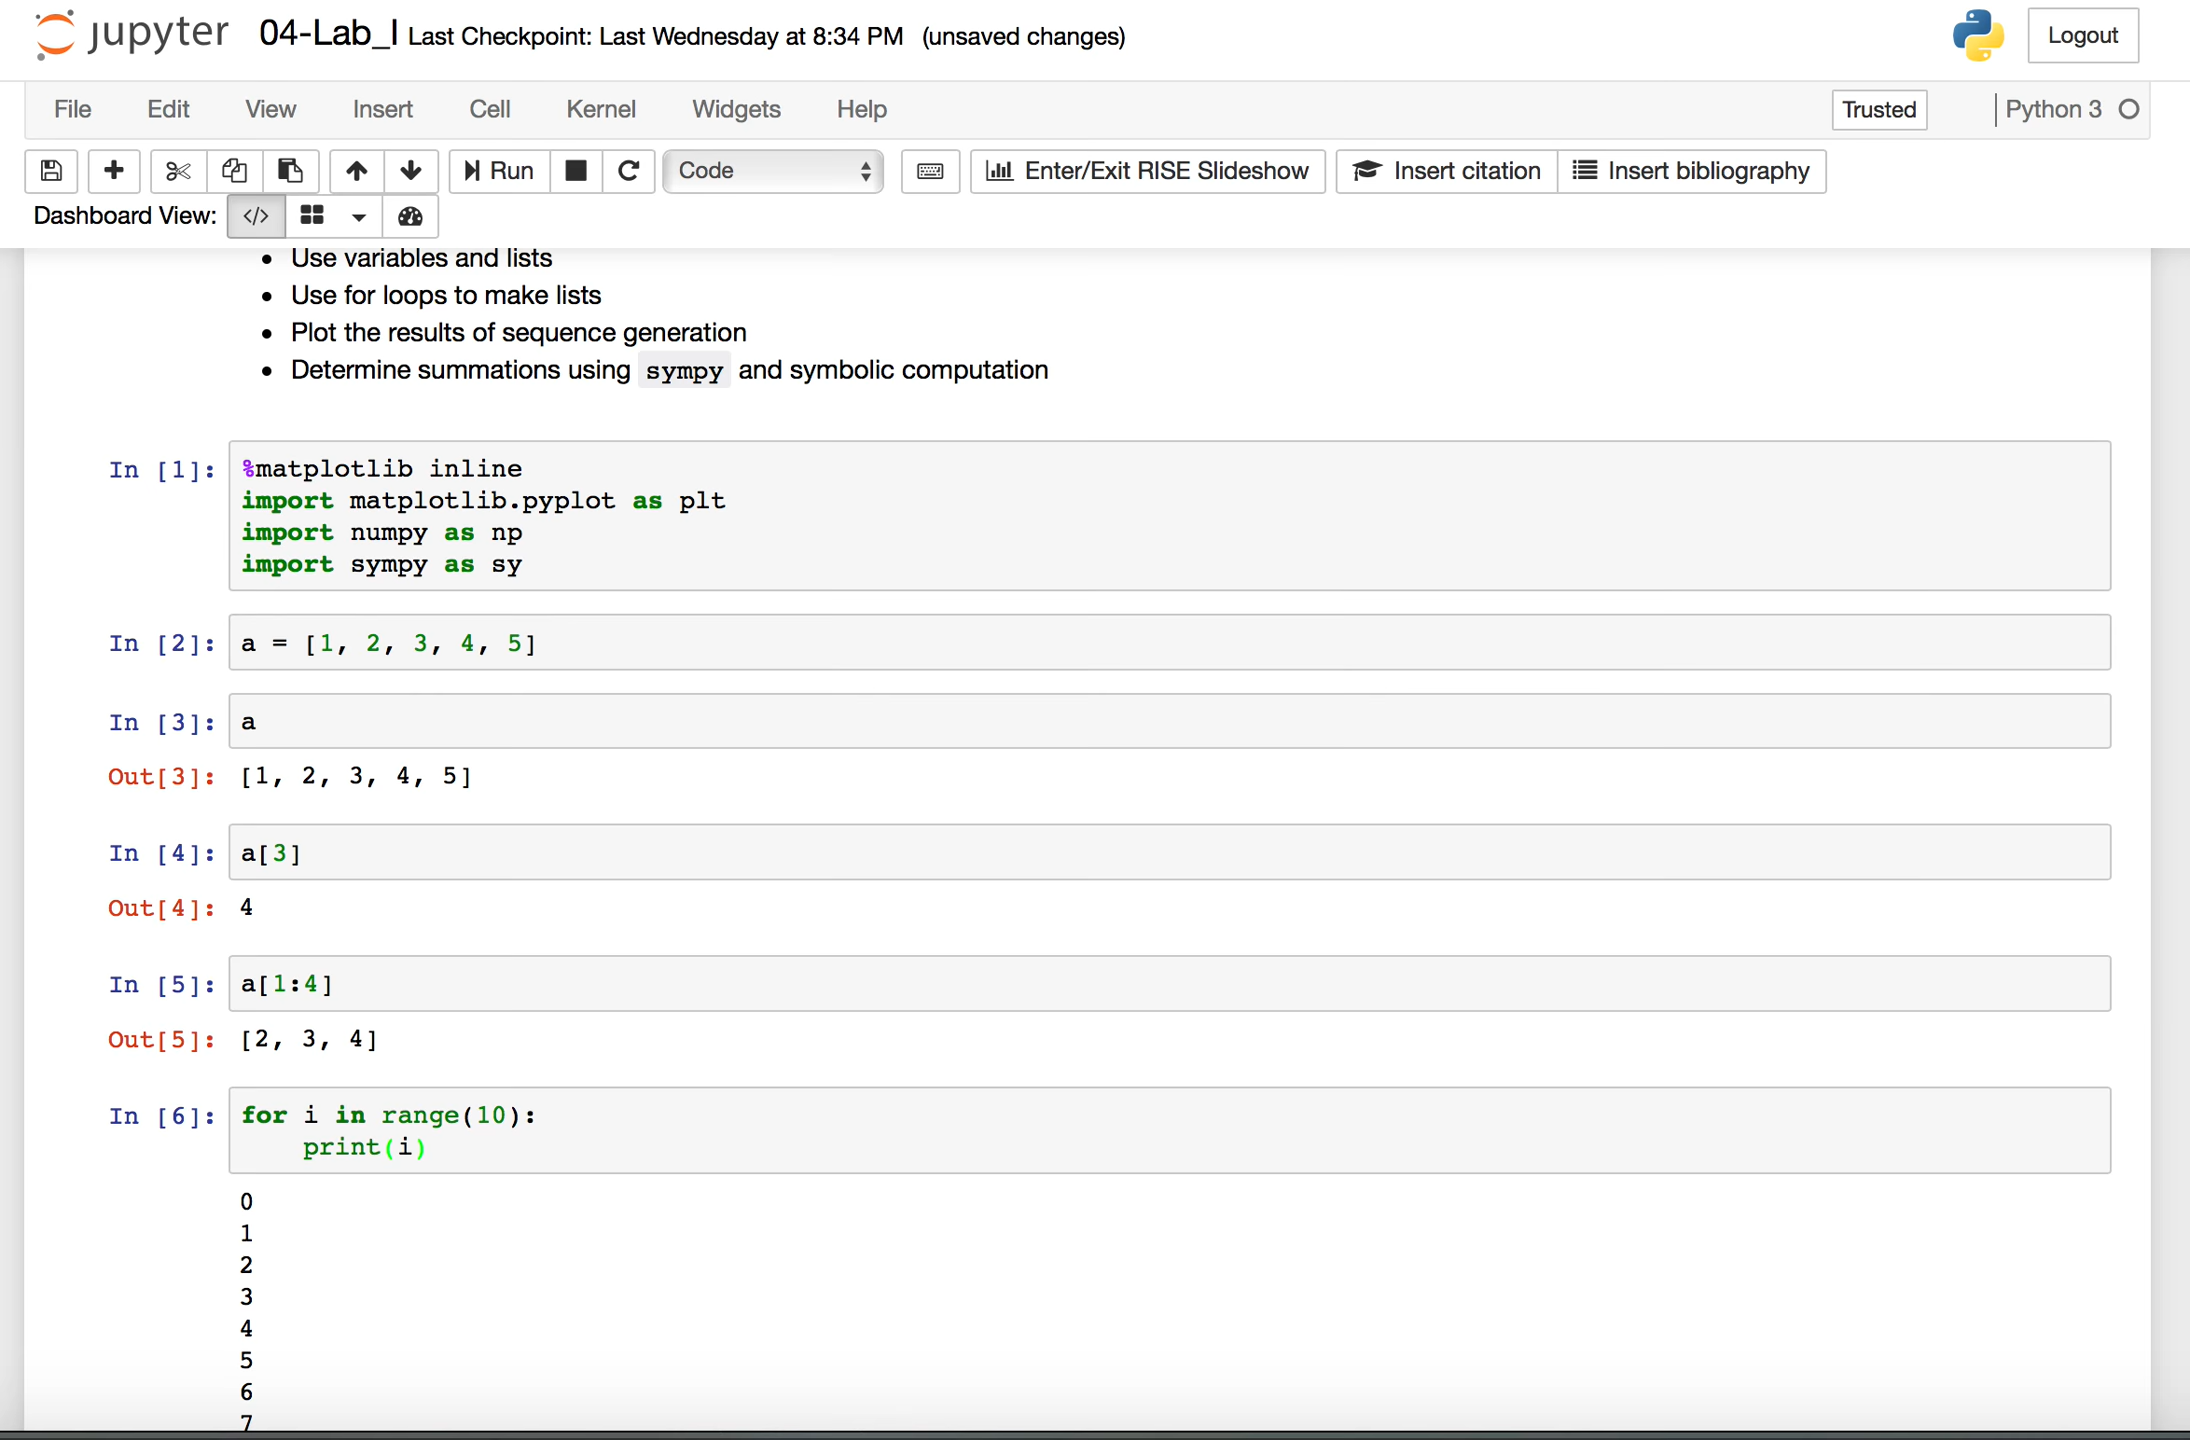 jupyter 04-Lab_I Last Checkpoint: Last Wednesday at 8:34 PM (unsaved changes) Logout
File Edit View Insert Cell Kernel Widgets Help Trusted Python 3
Run Code Enter/Exit RISE Slideshow Insert citation Insert bibliography
Dashboard View: </>
• Use variables and lists
• Use for loops to make lists
• Plot the results of sequence generation
• Determine summations using sympy and symbolic computation
In [1]: %matplotlib inline
import matplotlib.pyplot as plt
import numpy as np
import sympy as sy
In [2]: a = [1, 2, 3, 4, 5]
In [3]: a
Out[3]: [1, 2, 3, 4, 5]
In [4]: a[3]
Out[4]: 4
In [5]: a[1:4]
Out[5]: [2, 3, 4]
In [6]: for i in range(10):
    print(i)
0
1
2
3
4
5
6
7